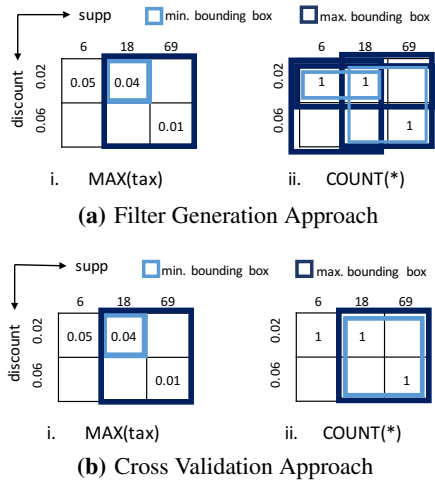 supp
min. bounding box
max. bounding box
discount
6 18 69
0.02 0.05 0.04
0.06 0.01
6 18 69
0.02 1 1
0.06 1
i. MAX(tax)
ii. COUNT(*)
(a) Filter Generation Approach
supp
min. bounding box
max. bounding box
discount
6 18 69
0.02 0.05 0.04
0.06 0.01
6 18 69
0.02 1 1
0.06 1
i. MAX(tax)
ii. COUNT(*)
(b) Cross Validation Approach